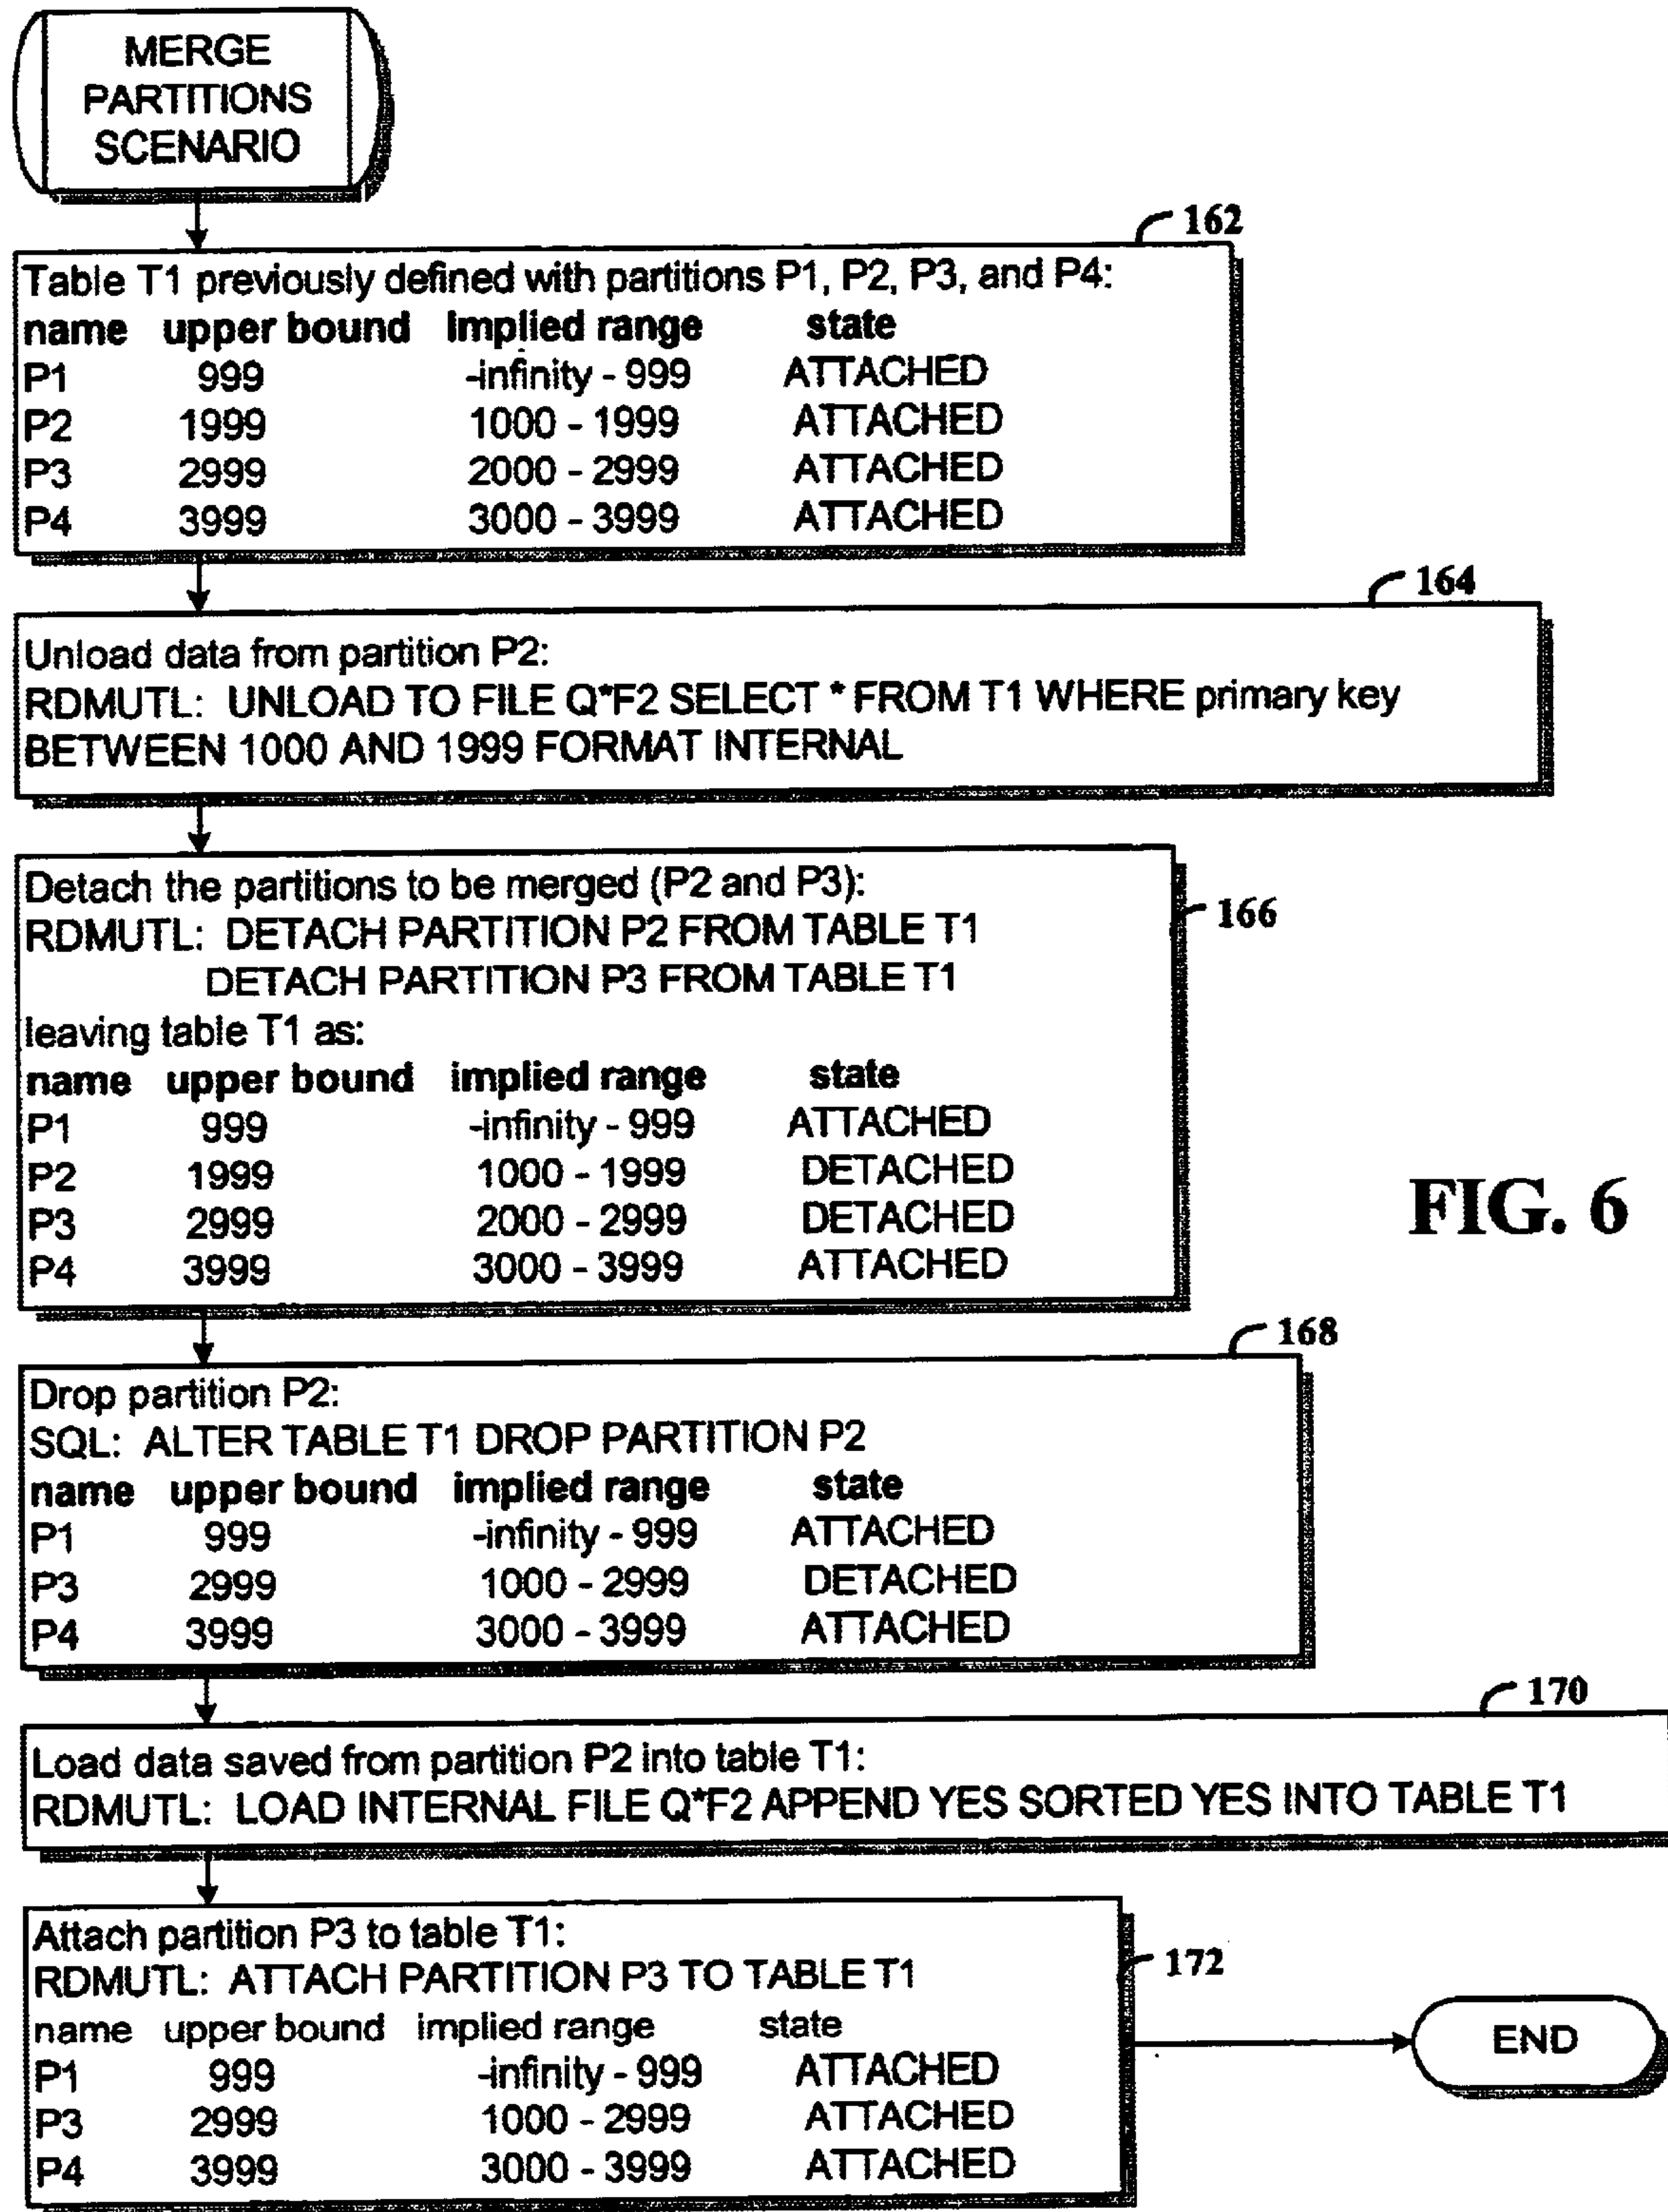 MERGE
PARTITIONS
SCENARIO
162
Table T1 previously defined with partitions P1, P2, P3, and P4:
name upper bound Implied range state
P1 999 -infinity - 999 ATTACHED
P2 1999 1000 - 1999 ATTACHED
P3 2999 2000 - 2999 ATTACHED
P4 3999 3000 - 3999 ATTACHED
164
Unload data from partition P2:
RDMUTL: UNLOAD TO FILE Q*F2 SELECT * FROM T1 WHERE primary key
BETWEEN 1000 AND 1999 FORMAT INTERNAL
166
Detach the partitions to be merged (P2 and P3):
RDMUTL: DETACH PARTITION P2 FROM TABLE T1
DETACH PARTITION P3 FROM TABLE T1
leaving table T1 as:
name upper bound implied range state
P1 999 -infinity - 999 ATTACHED
P2 1999 1000 - 1999 DETACHED
P3 2999 2000 - 2999 DETACHED
P4 3999 3000 - 3999 ATTACHED
FIG. 6
168
Drop partition P2:
SQL: ALTER TABLE T1 DROP PARTITION P2
name upper bound implied range state
P1 999 -infinity - 999 ATTACHED
P3 2999 1000 - 2999 DETACHED
P4 3999 3000 - 3999 ATTACHED
170
Load data saved from partition P2 into table T1:
RDMUTL: LOAD INTERNAL FILE Q*F2 APPEND YES SORTED YES INTO TABLE T1
172
Attach partition P3 to table T1:
RDMUTL: ATTACH PARTITION P3 TO TABLE T1
name upper bound implied range state
P1 999 -infinity - 999 ATTACHED
P3 2999 1000 - 2999 ATTACHED
P4 3999 3000 - 3999 ATTACHED
END